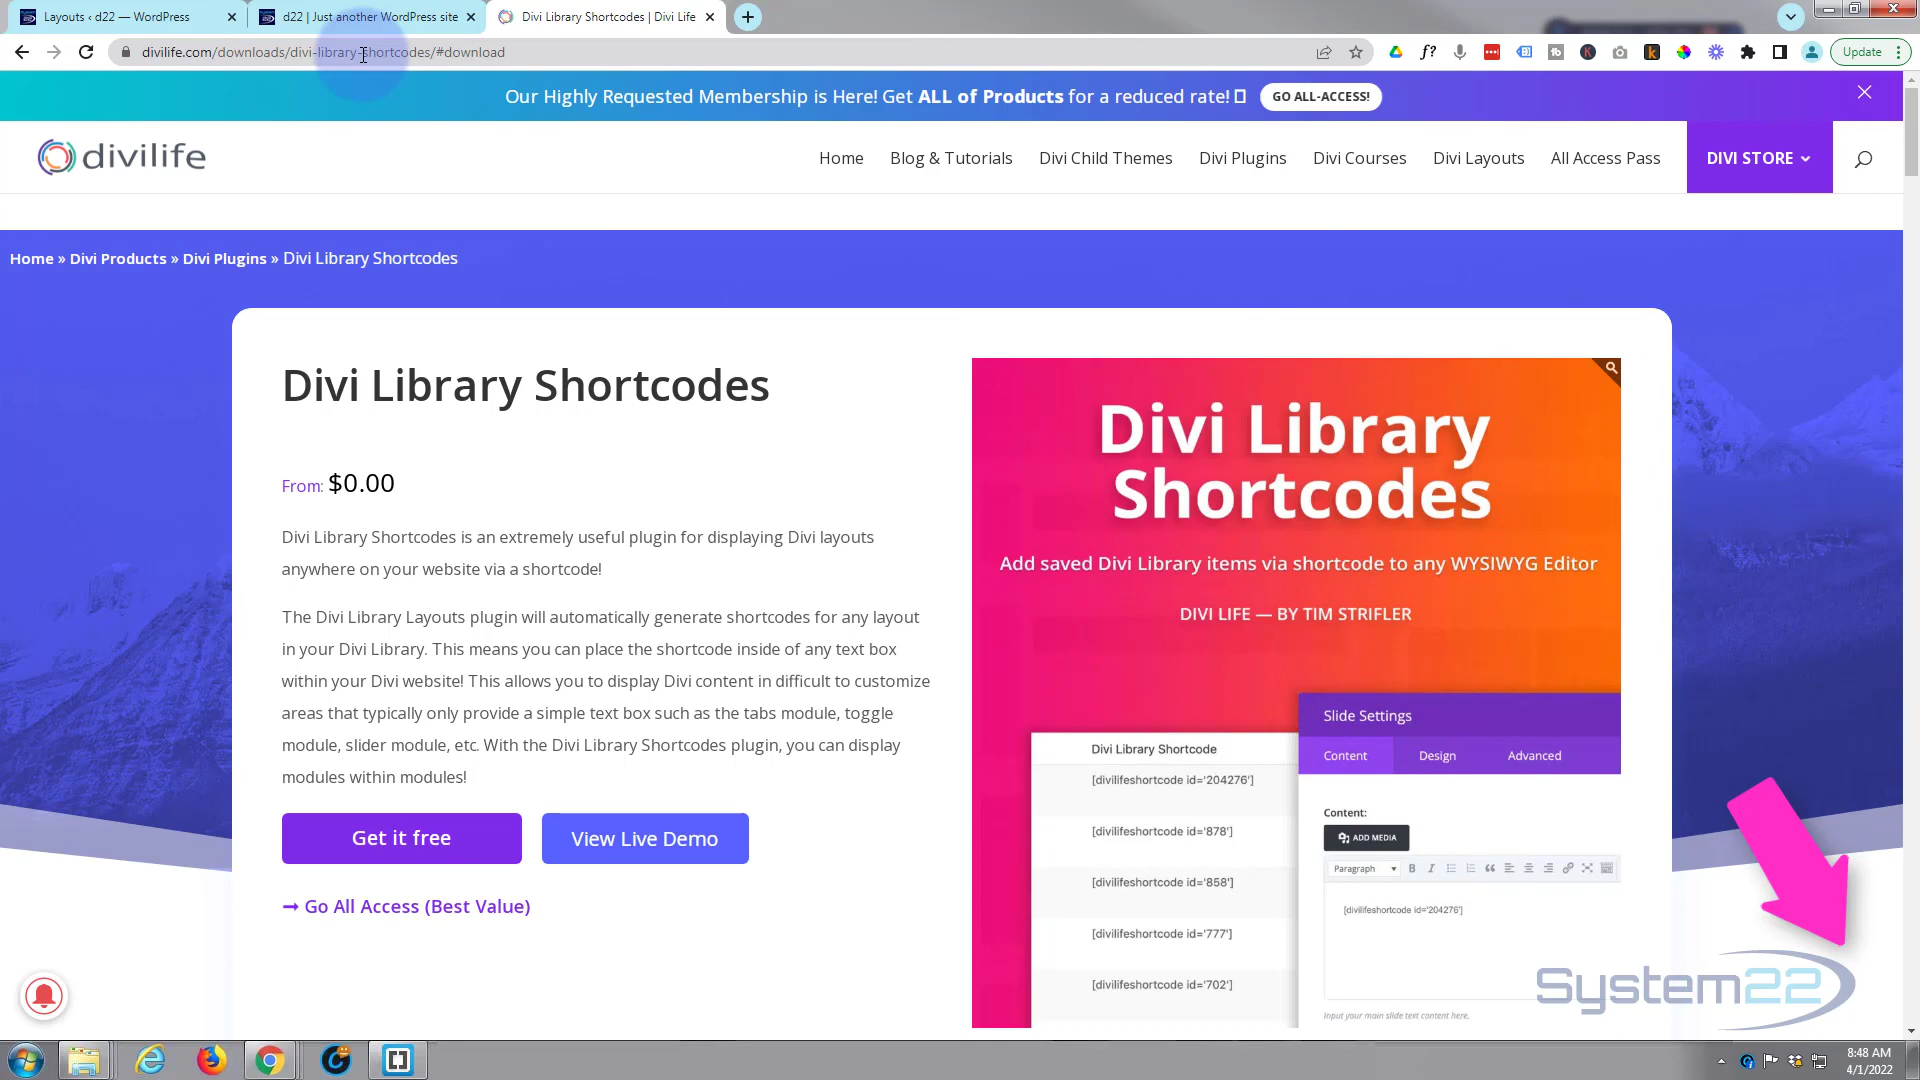 Layouts ‹ d22 — WordPress
d22 | Just another WordPress site
Divi Library Shortcodes | Divi Life
divilife.com/downloads/divi-library-shortcodes/#download
Update
Our Highly Requested Membership is Here! Get ALL of Products for a reduced rate!
GO ALL-ACCESS!
divilife
Home
Blog & Tutorials
Divi Child Themes
Divi Plugins
Divi Courses
Divi Layouts
All Access Pass
DIVI STORE
Home » Divi Products » Divi Plugins » Divi Library Shortcodes
Divi Library Shortcodes
From: $0.00
Divi Library Shortcodes is an extremely useful plugin for displaying Divi layouts
anywhere on your website via a shortcode!
The Divi Library Layouts plugin will automatically generate shortcodes for any layout
in your Divi Library. This means you can place the shortcode inside of any text box
within your Divi website! This allows you to display Divi content in difficult to customize
areas that typically only provide a simple text box such as the tabs module, toggle
module, slider module, etc. With the Divi Library Shortcodes plugin, you can display
modules within modules!
Get it free
View Live Demo
→ Go All Access (Best Value)
Divi Library
Shortcodes
Add saved Divi Library items via shortcode to any WYSIWYG Editor
DIVI LIFE — BY TIM STRIFLER
Divi Library Shortcode
[divilifeshortcode id='204276']
[divilifeshortcode id='878']
[divilifeshortcode id='858']
[divilifeshortcode id='777']
[divilifeshortcode id='702']
Slide Settings
Content
Design
Advanced
Content:
ADD MEDIA
Paragraph
[divilifeshortcode id='204276']
Input your main slide text content here.
System22
8:48 AM
4/1/2022